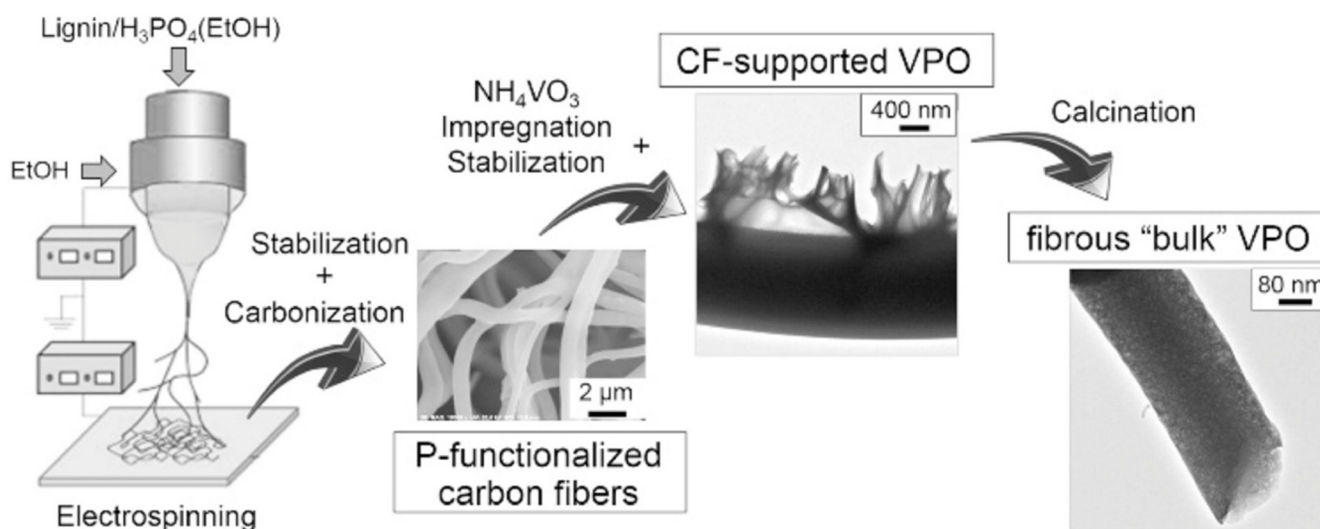 Lignin/H₃PO₄(EtOH)
EtOH
Electrospinning
Stabilization
+
Carbonization
2 µm
P-functionalized
carbon fibers
NH₄VO₃
Impregnation +
Stabilization
CF-supported VPO
400 nm
Calcination
fibrous “bulk” VPO
80 nm